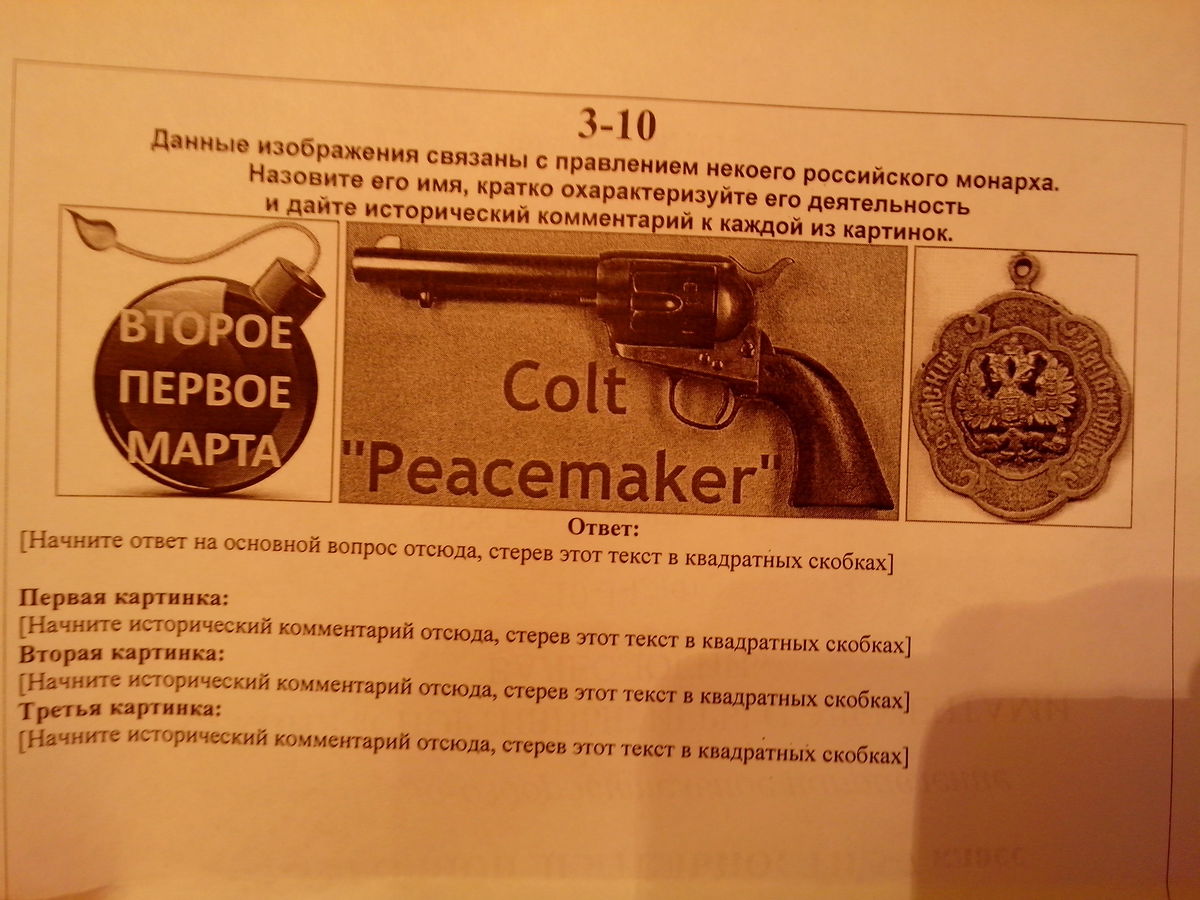 3-10
Данные изображения связаны с правлением некоего российского монарха.
Назовите его имя, кратко охарактеризуйте его деятельность
и дайте исторический комментарий к каждой из картинок.
ВТОРОЕ
ПЕРВОЕ
МАРТА
Colt
"Peacemaker"
Земскiй
Начальникъ
Ответ:
[Начните ответ на основной вопрос отсюда, стерев этот текст в квадратных скобках]
Первая картинка:
[Начните исторический комментарий отсюда, стерев этот текст в квадратных скобках]
Вторая картинка:
[Начните исторический комментарий отсюда, стерев этот текст в квадратных скобках]
Третья картинка:
[Начните исторический комментарий отсюда, стерев этот текст в квадратных скобках]